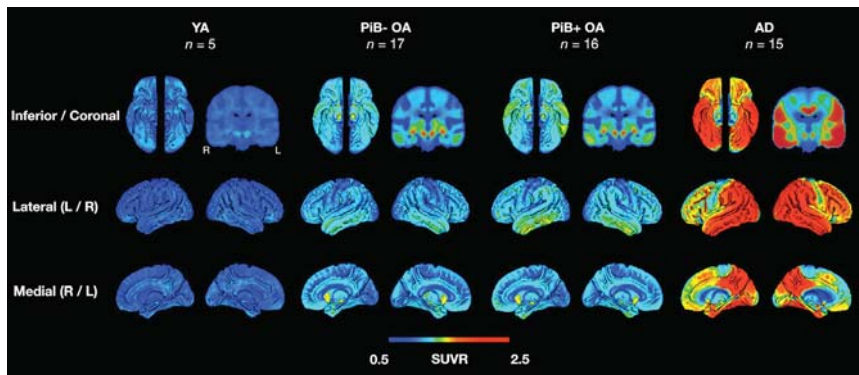 YA
n = 5
PiB- OA
n = 17
PiB+ OA
n = 16
AD
n = 15
Inferior / Coronal
R
L
Lateral (L / R)
Medial (R / L)
0.5
SUVR
2.5